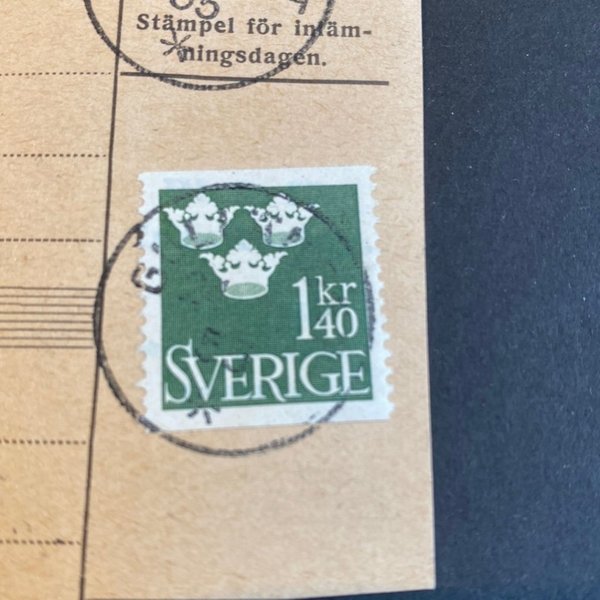 Stämpel för inläm-
ningsdagen.
1 kr
40
SVERIGE